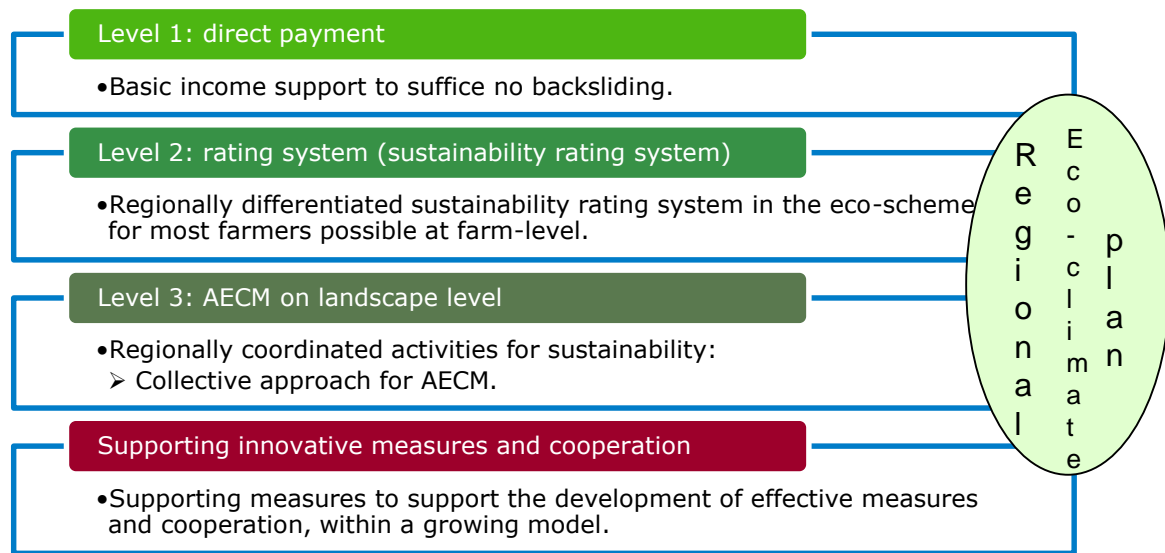 Level 1: direct payment
•Basic income support to suffice no backsliding.
Level 2: rating system (sustainability rating system)
•Regionally differentiated sustainability rating system in the eco-scheme
for most farmers possible at farm-level.
Level 3: AECM on landscape level
•Regionally coordinated activities for sustainability:
➢ Collective approach for AECM.
Supporting innovative measures and cooperation
•Supporting measures to support the development of effective measures
and cooperation, within a growing model.
Regional
Eco-climate
plan